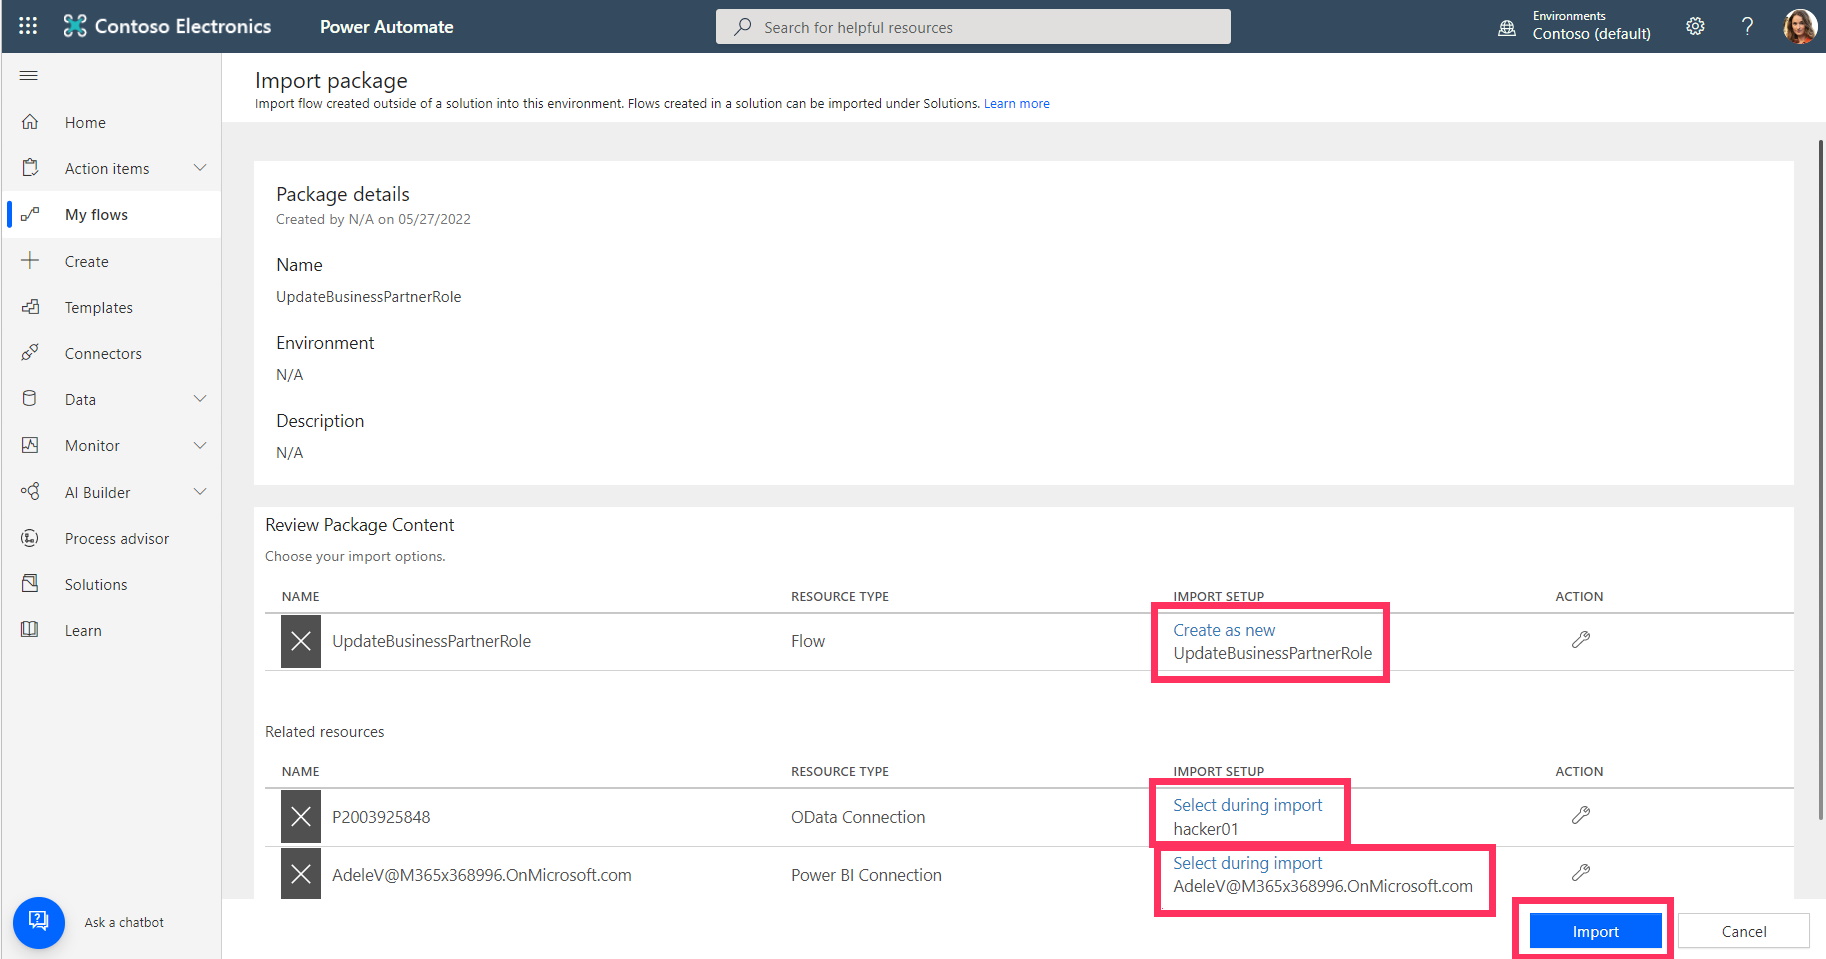 Contoso Electronics
Power Automate
Search for helpful resources
Environments
Contoso (default)
Home
Action items
My flows
Create
Templates
Connectors
Data
Monitor
AI Builder
Process advisor
Solutions
Learn
Ask a chatbot
Import package
Import flow created outside of a solution into this environment. Flows created in a solution can be imported under Solutions. Learn more
Package details
Created by N/A on 05/27/2022
Name
UpdateBusinessPartnerRole
Environment
N/A
Description
N/A
Review Package Content
Choose your import options.
NAME RESOURCE TYPE IMPORT SETUP ACTION
UpdateBusinessPartnerRole Flow Create as new
UpdateBusinessPartnerRole
Related resources
NAME RESOURCE TYPE IMPORT SETUP ACTION
P2003925848 OData Connection Select during import
hacker01
AdeleV@M365x368996.OnMicrosoft.com Power BI Connection Select during import
AdeleV@M365x368996.OnMicrosoft.com
Import Cancel